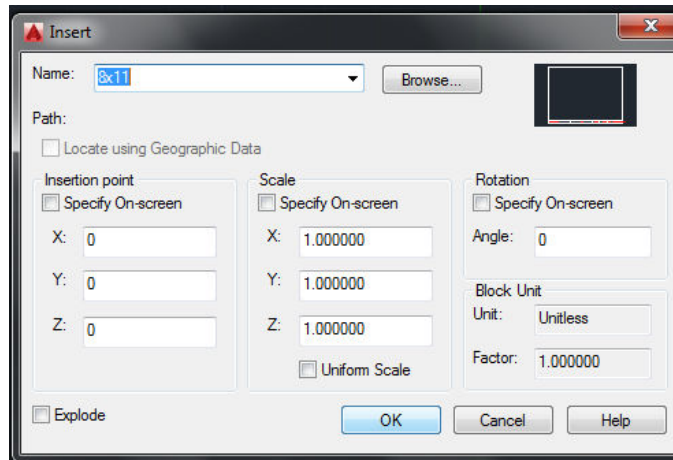 Insert
Name: 8x11 Browse...
Path:
Locate using Geographic Data
Insertion point
Specify On-screen
X: 0
Y: 0
Z: 0
Scale
Specify On-screen
X: 1.000000
Y: 1.000000
Z: 1.000000
Uniform Scale
Rotation
Specify On-screen
Angle: 0
Block Unit
Unit: Unitless
Factor: 1.000000
Explode
OK Cancel Help